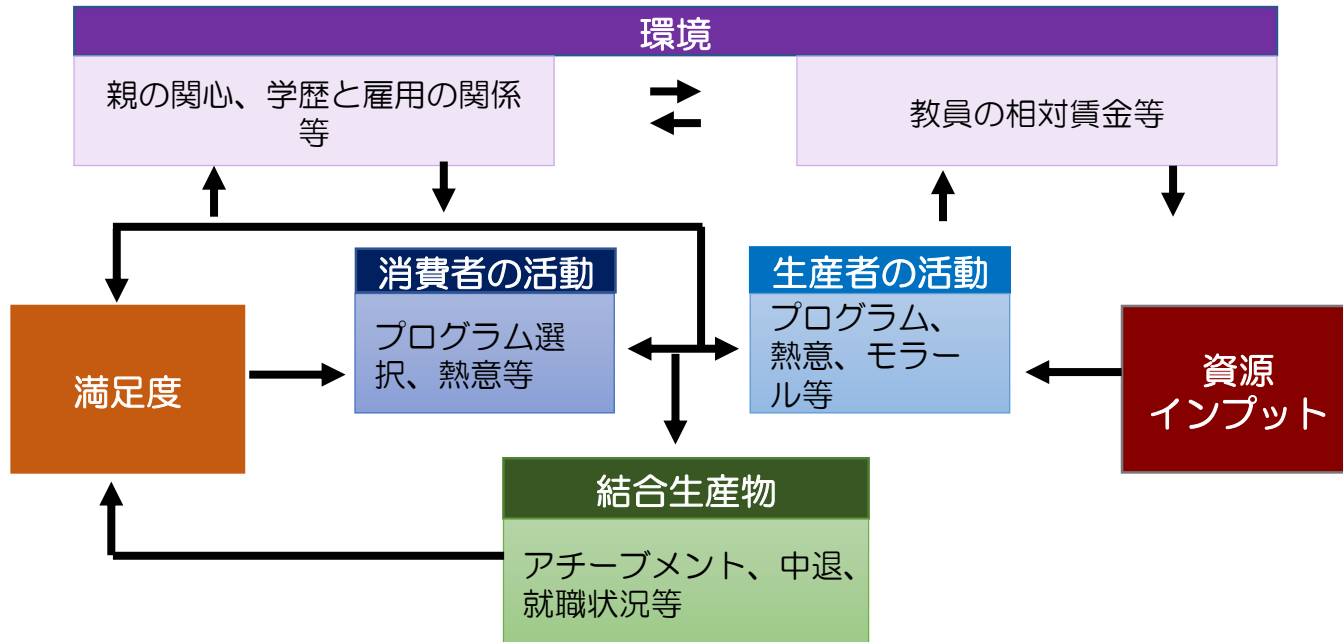 環境
親の関心、学歴と雇用の関係
等
教員の相対賃金等
消費者の活動
プログラム選
択、熱意等
生産者の活動
プログラム、
熱意、モラー
ル等
満足度
資源
インプット
結合生産物
アチーブメント、中退、
就職状況等